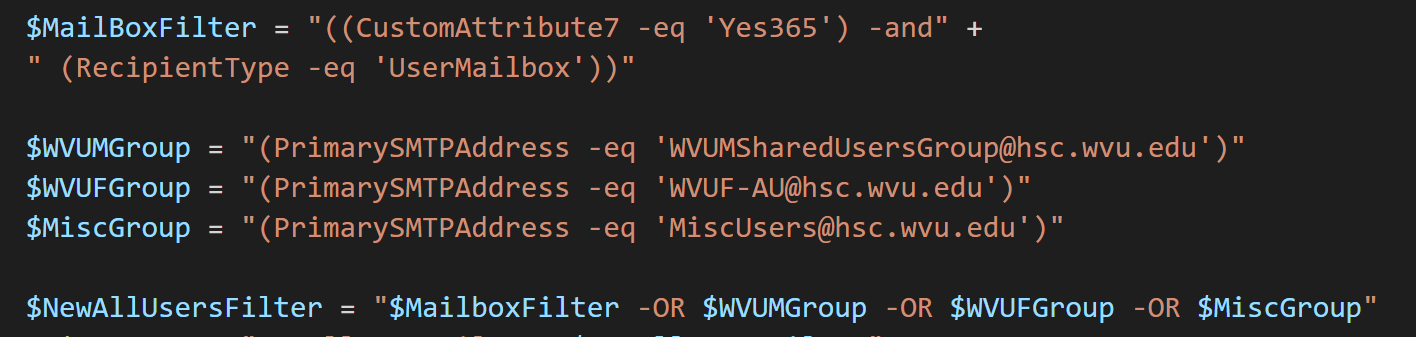 $MailBoxFilter = "((CustomAttribute7 -eq 'Yes365') -and" +
" (RecipientType -eq 'UserMailbox'))"
$WVUMGroup = "(PrimarySMTPAddress -eq 'WVUMSharedUsersGroup@hsc.wvu.edu')"
$WVUFGroup = "(PrimarySMTPAddress -eq 'WVUF-AU@hsc.wvu.edu')"
$MiscGroup = "(PrimarySMTPAddress -eq 'MiscUsers@hsc.wvu.edu')"
$NewAllUsersFilter = "$MailboxFilter -OR $WVUMGroup -OR $WVUFGroup -OR $MiscGroup"